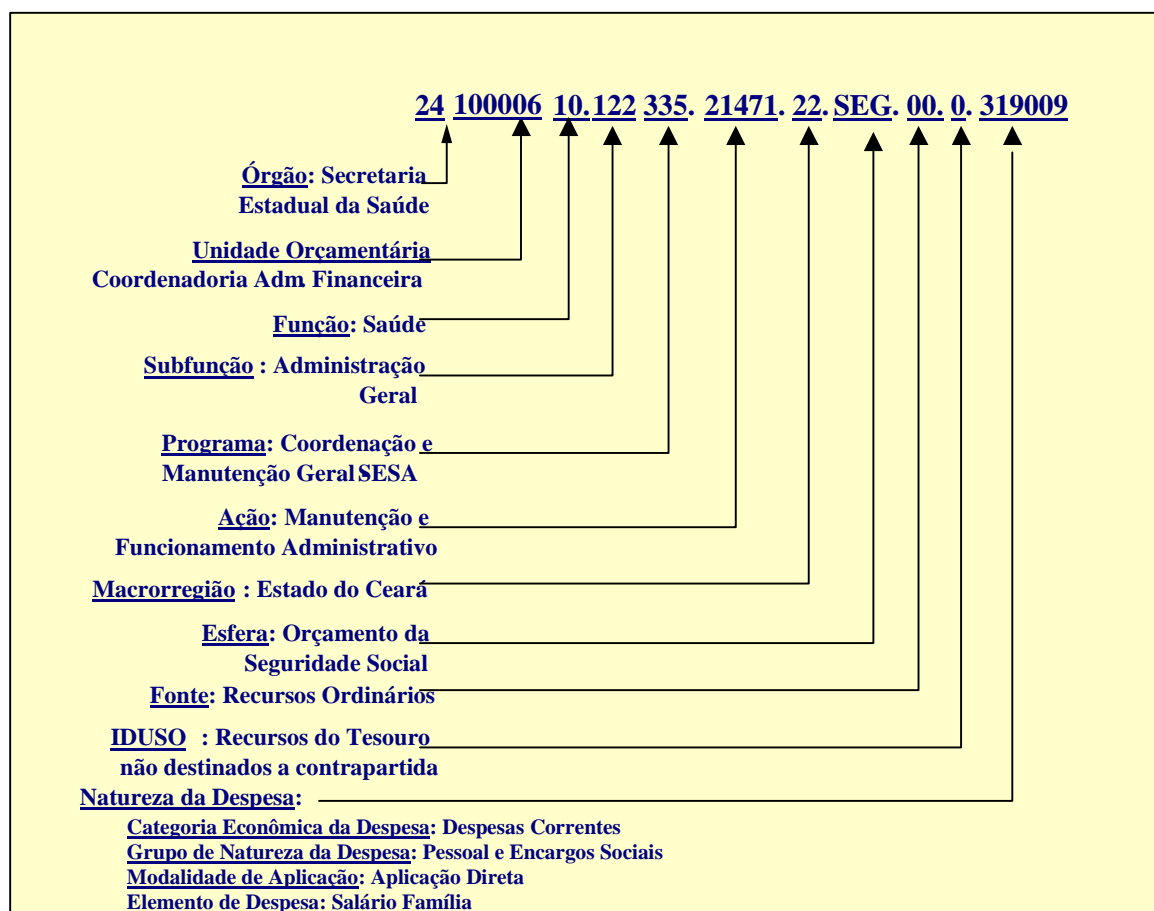 24 100006 10.122 335. 21471. 22. SEG. 00. 0. 319009
Órgão: Secretaria
Estadual da Saúde
Unidade Orçamentária
Coordenadoria Adm. Financeira
Função: Saúde
Subfunção : Administração
Geral
Programa: Coordenação e
Manutenção Geral-SESA
Ação: Manutenção e
Funcionamento Administrativo
Macrorregião : Estado do Ceará
Esfera: Orçamento da
Seguridade Social
Fonte: Recursos Ordinários
IDUSO : Recursos do Tesouro
não destinados a contrapartida
Natureza da Despesa:
Categoria Econômica da Despesa: Despesas Correntes
Grupo de Natureza da Despesa: Pessoal e Encargos Sociais
Modalidade de Aplicação: Aplicação Direta
Elemento de Despesa: Salário Família